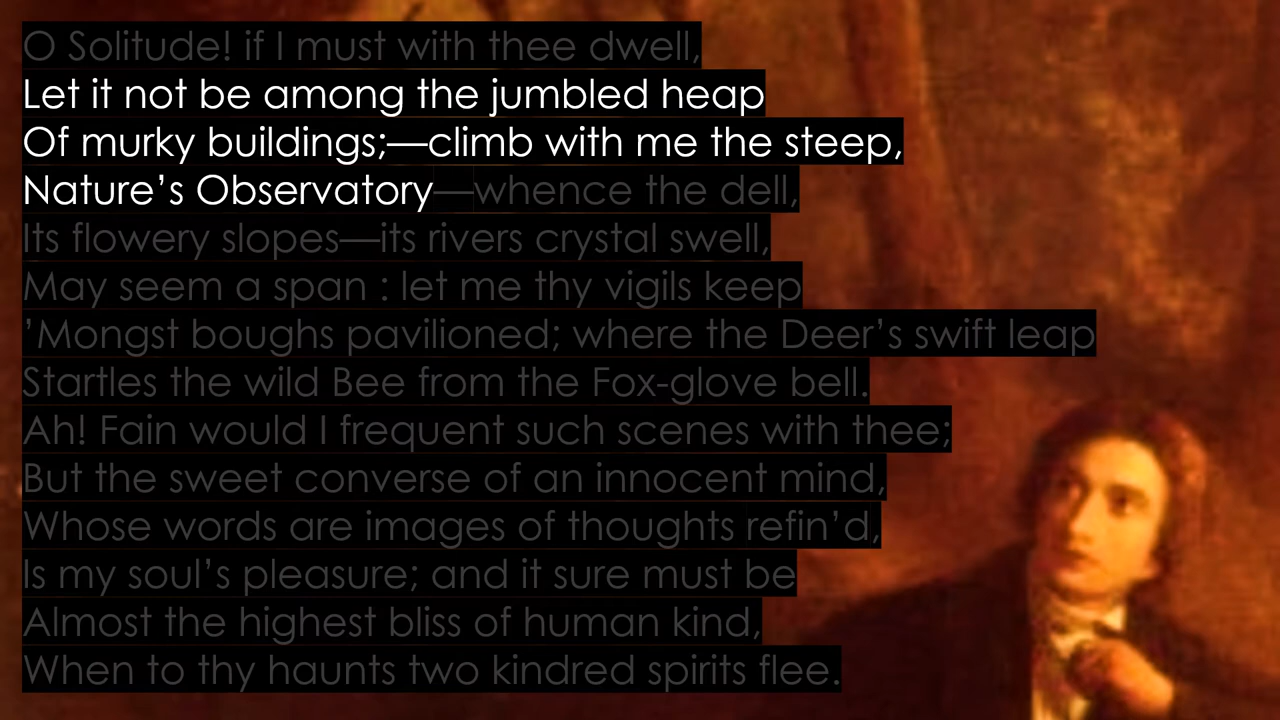 O Solitude! if I must with thee dwell,
Let it not be among the jumbled heap
Of murky buildings;—climb with me the steep,
Nature’s Observatory—whence the dell,
Its flowery slopes—its rivers crystal swell,
May seem a span : let me thy vigils keep
’Mongst boughs pavilioned; where the Deer’s swift leap
Startles the wild Bee from the Fox-glove bell.
Ah! Fain would I frequent such scenes with thee;
But the sweet converse of an innocent mind,
Whose words are images of thoughts refin’d,
Is my soul’s pleasure; and it sure must be
Almost the highest bliss of human kind,
When to thy haunts two kindred spirits flee.